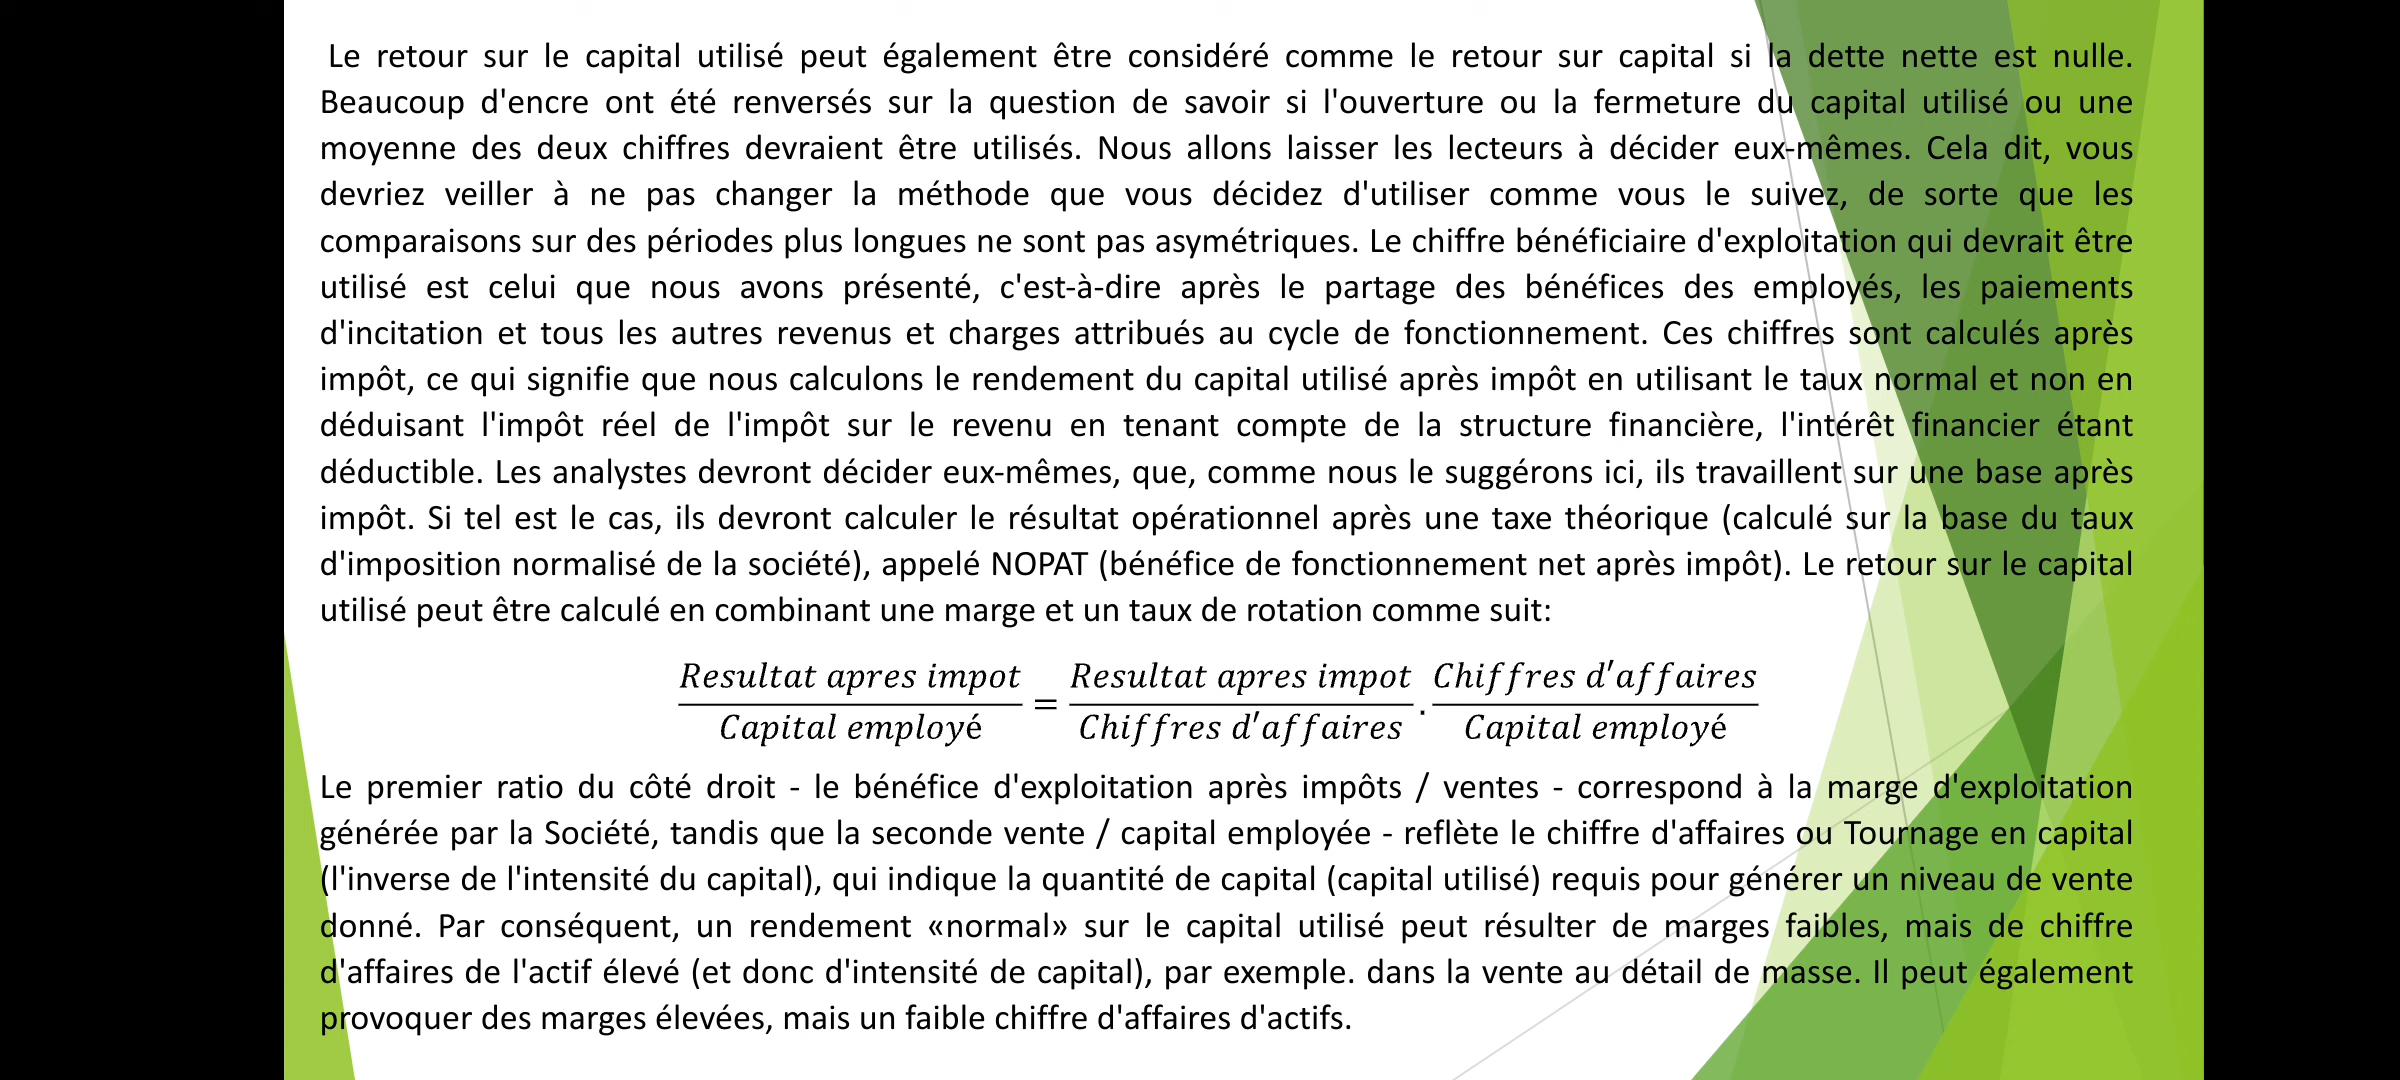 Le retour sur le capital utilisé peut également être considéré comme le retour sur capital si la dette nette est nulle.
Beaucoup d'encre ont été renversés sur la question de savoir si l'ouverture ou la fermeture du capital utilisé ou une
moyenne des deux chiffres devraient être utilisés. Nous allons laisser les lecteurs à décider eux-mêmes. Cela dit, vous
devriez veiller à ne pas changer la méthode que vous décidez d'utiliser comme vous le suivez, de sorte que les
comparaisons sur des périodes plus longues ne sont pas asymétriques. Le chiffre bénéficiaire d'exploitation qui devrait être
utilisé est celui que nous avons présenté, c'est-à-dire après le partage des bénéfices des employés, les paiements
d'incitation et tous les autres revenus et charges attribués au cycle de fonctionnement. Ces chiffres sont calculés après
impôt, ce qui signifie que nous calculons le rendement du capital utilisé après impôt en utilisant le taux normal et non en
déduisant l'impôt réel de l'impôt sur le revenu en tenant compte de la structure financière, l'intérêt financier étant
déductible. Les analystes devront décider eux-mêmes, que, comme nous le suggérons ici, ils travaillent sur une base après
impôt. Si tel est le cas, ils devront calculer le résultat opérationnel après une taxe théorique (calculé sur la base du taux
d'imposition normalisé de la société), appelé NOPAT (bénéfice de fonctionnement net après impôt). Le retour sur le capital
utilisé peut être calculé en combinant une marge et un taux de rotation comme suit:
Resultat apres impot / Capital employé = Resultat apres impot / Chiffres d'affaires . Chiffres d'affaires / Capital employé
Le premier ratio du côté droit - le bénéfice d'exploitation après impôts / ventes - correspond à la marge d'exploitation
générée par la Société, tandis que la seconde vente / capital employée - reflète le chiffre d'affaires ou Tournage en capital
(l'inverse de l'intensité du capital), qui indique la quantité de capital (capital utilisé) requis pour générer un niveau de vente
donné. Par conséquent, un rendement «normal» sur le capital utilisé peut résulter de marges faibles, mais de chiffre
d'affaires de l'actif élevé (et donc d'intensité de capital), par exemple. dans la vente au détail de masse. Il peut également
provoquer des marges élevées, mais un faible chiffre d'affaires d'actifs.